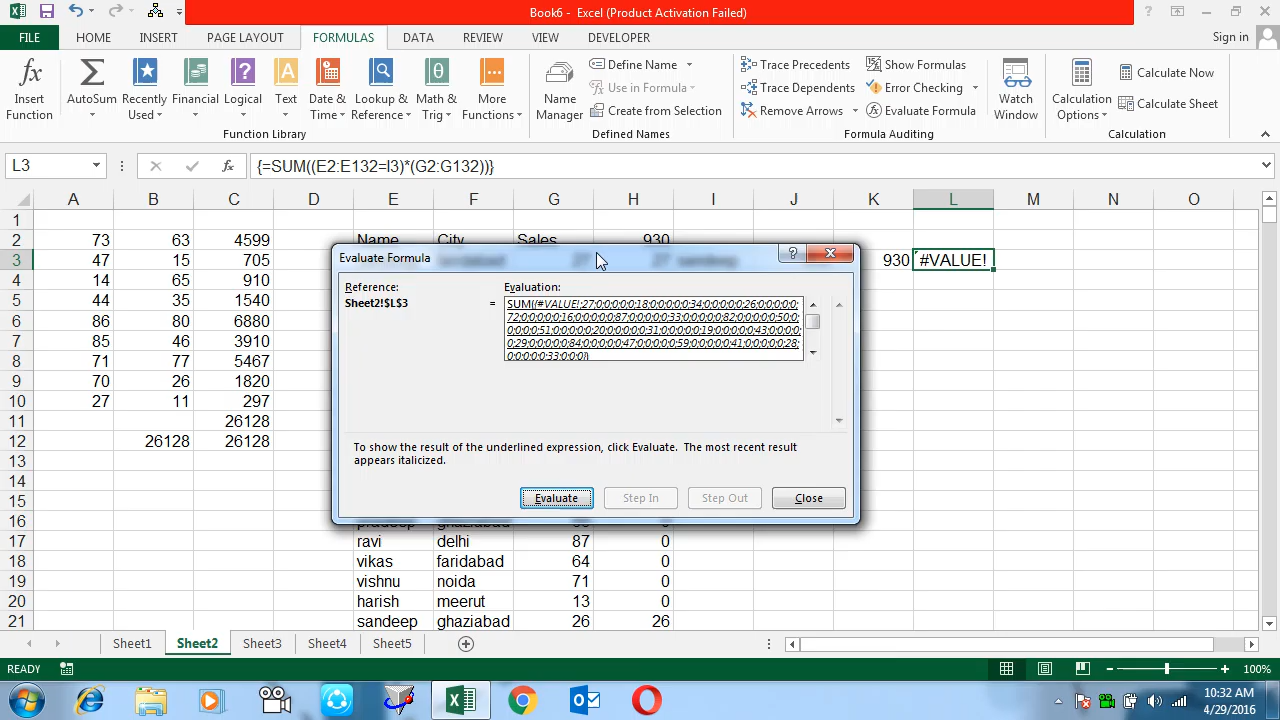 Book6 - Excel (Product Activation Failed)
FILE HOME INSERT PAGE LAYOUT FORMULAS DATA REVIEW VIEW DEVELOPER Sign in
Insert Function
AutoSum
Recently Used
Financial
Logical
Text
Date & Time
Lookup & Reference
Math & Trig
More Functions
Function Library
Name Manager
Define Name
Use in Formula
Create from Selection
Defined Names
Trace Precedents
Trace Dependents
Remove Arrows
Show Formulas
Error Checking
Evaluate Formula
Formula Auditing
Watch Window
Calculation Options
Calculate Now
Calculate Sheet
Calculation
L3 fx {=SUM((E2:E132=I3)*(G2:G132))}
A B C D E F G H I J K L M N O
1
2 73 63 4599 Name City Sales 930
3 47 15 705 27 27 sandeep 930 #VALUE!
4 14 65 910
5 44 35 1540
6 86 80 6880
7 85 46 3910
8 71 77 5467
9 70 26 1820
10 27 11 297
11 26128
12 26128 26128
13
14
15
16 pradeep ghaziabad 0
17 ravi delhi 87 0
18 vikas faridabad 64 0
19 vishnu noida 71 0
20 harish meerut 13 0
21 sandeep ghaziabad 26 26
Evaluate Formula
Reference: Evaluation:
Sheet2!$L$3 = SUM({#VALUE!;27;0;0;0;0;18;0;0;0;0;34;0;0;0;0;26;0;0;0;0;
72;0;0;0;0;16;0;0;0;0;87;0;0;0;0;33;0;0;0;0;82;0;0;0;0;50;0;
0;0;0;51;0;0;0;0;20;0;0;0;0;31;0;0;0;0;19;0;0;0;0;43;0;0;0;
0;29;0;0;0;0;84;0;0;0;0;47;0;0;0;0;59;0;0;0;0;41;0;0;0;0;28;
0;0;0;0;33;0;0;0})
To show the result of the underlined expression, click Evaluate. The most recent result
appears italicized.
Evaluate Step In Step Out Close
Sheet1 Sheet2 Sheet3 Sheet4 Sheet5
READY 100%
10:32 AM
4/29/2016